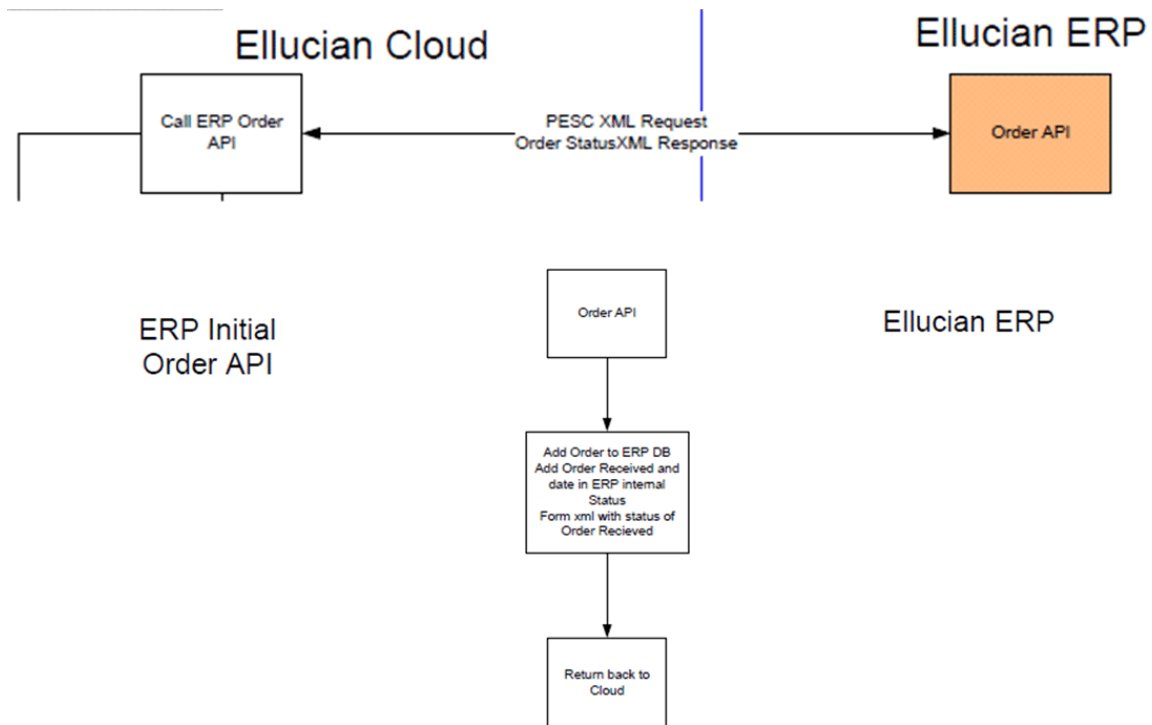 Ellucian Cloud
Ellucian ERP
Call ERP Order
API
PESC XML Request
Order StatusXML Response
Order API
ERP Initial
Order API
Order API
Ellucian ERP
Add Order to ERP DB
Add Order Received and
date in ERP internal
Status
Form xml with status of
Order Recieved
Return back to
Cloud